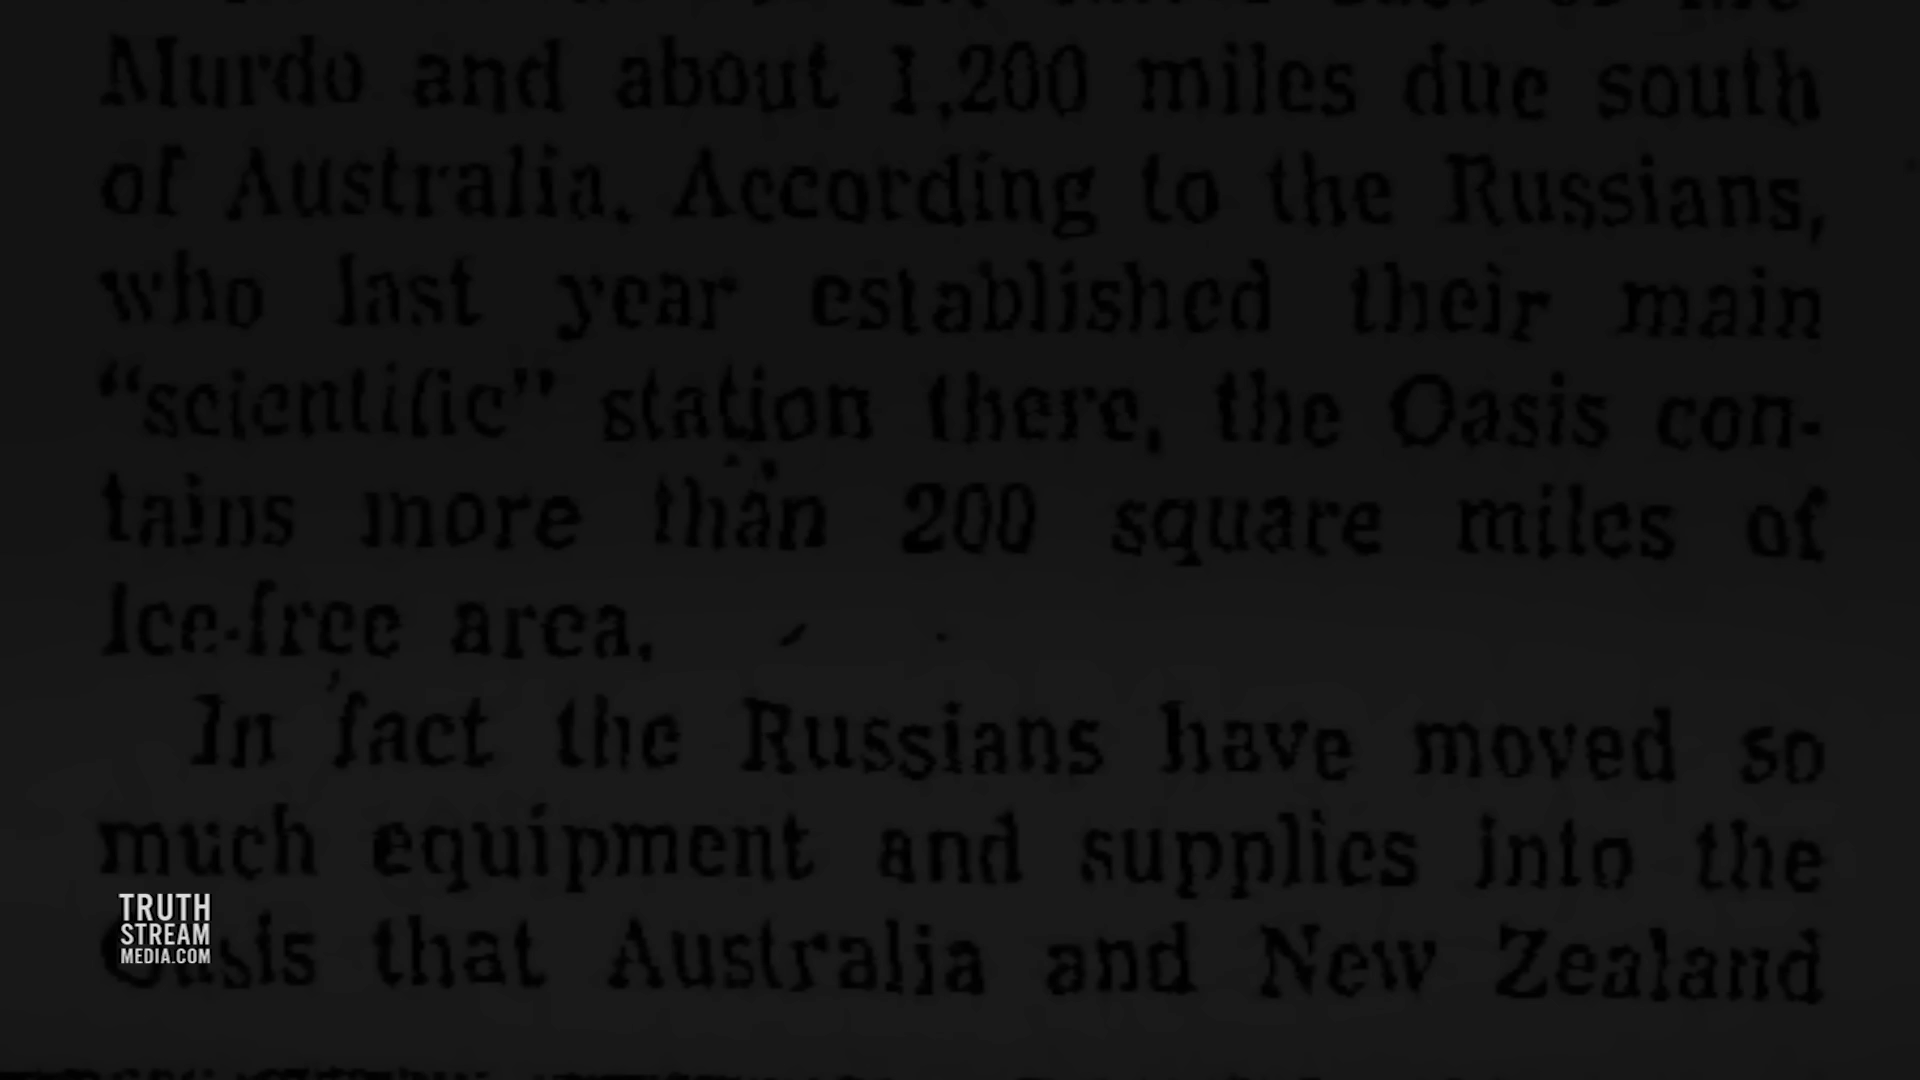 Murdo and about 1,200 miles due south
of Australia. According to the Russians,
who last year established their main
"scientific" station there, the Oasis con-
tains more than 200 square miles of
Ice-free area.
In fact the Russians have moved so
much equipment and supplies into the
Oasis that Australia and New Zealand
TRUTH
STREAM
MEDIA.COM